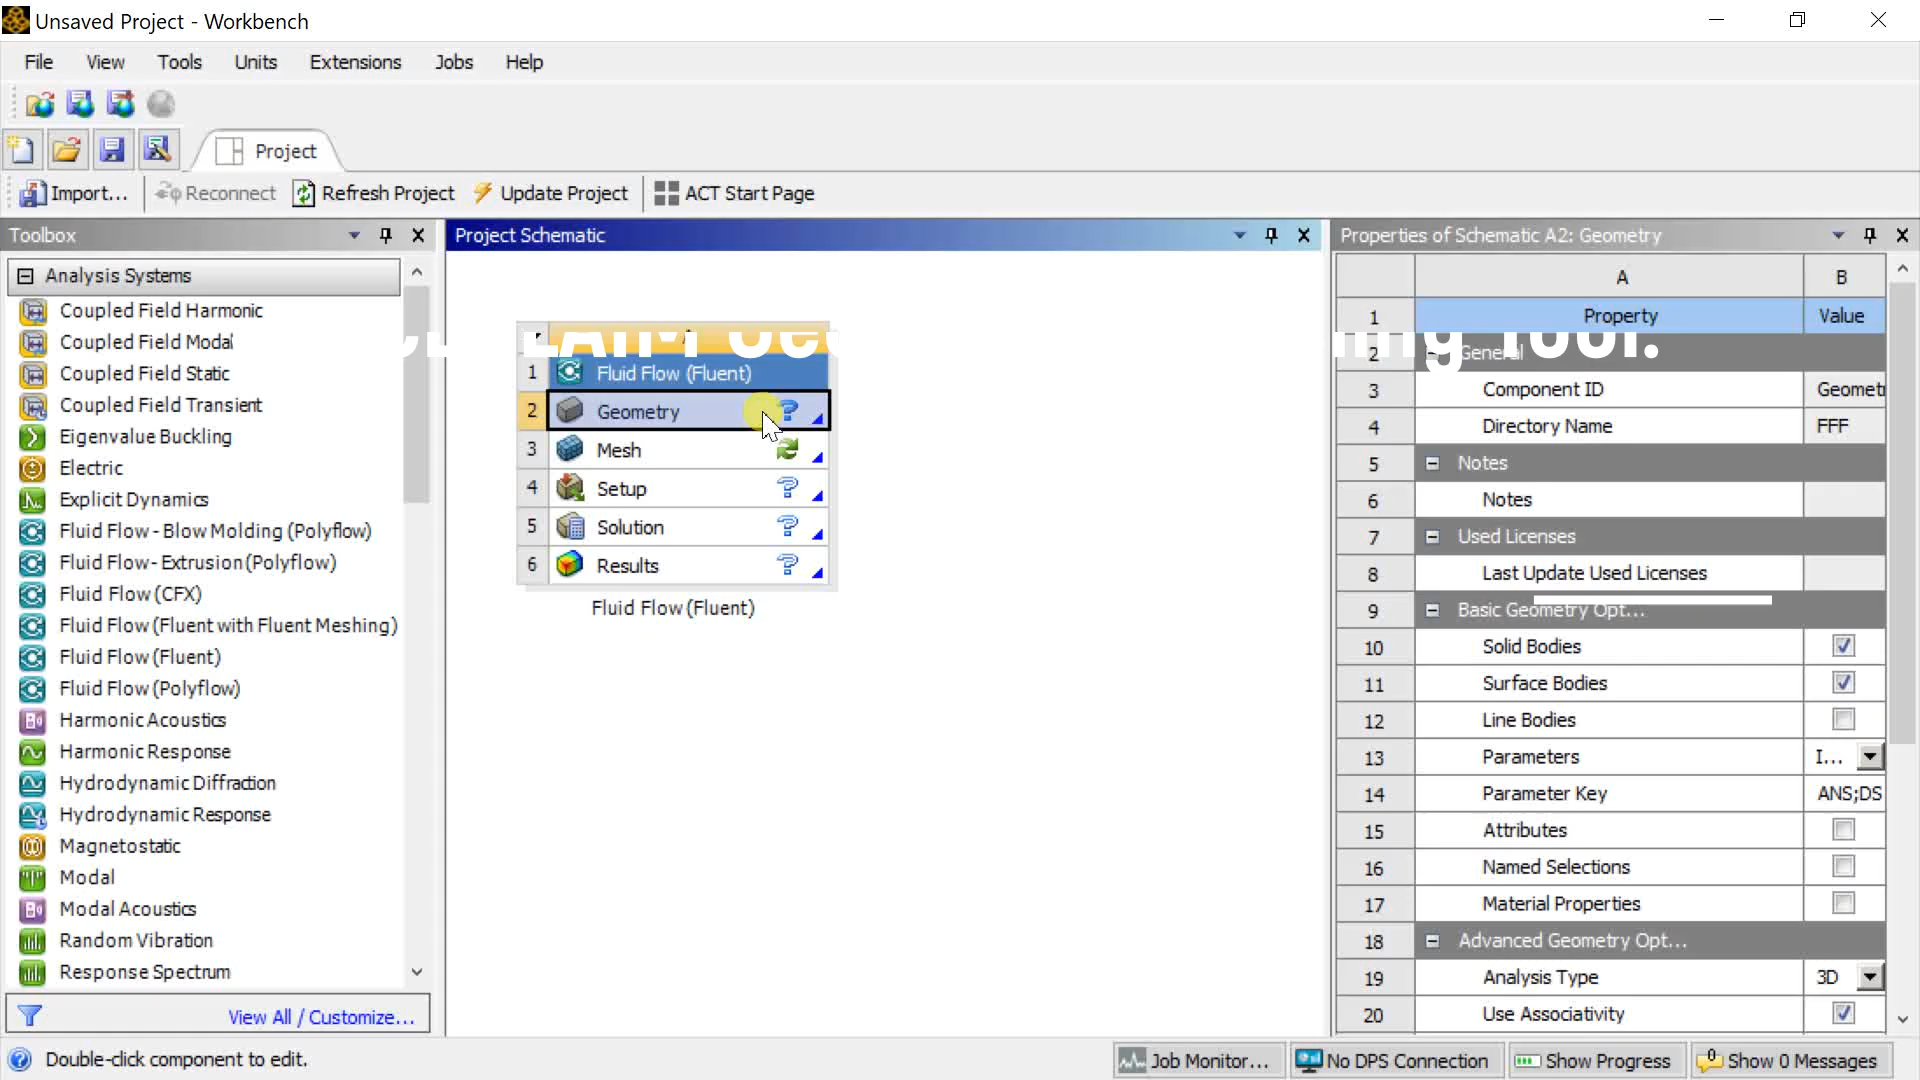 Unsaved Project - Workbench
File View Tools Units Extensions Jobs Help
Project
Import... Reconnect Refresh Project Update Project ACT Start Page
Toolbox
Analysis Systems
Coupled Field Harmonic
Coupled Field Modal
Coupled Field Static
Coupled Field Transient
Eigenvalue Buckling
Electric
Explicit Dynamics
Fluid Flow - Blow Molding (Polyflow)
Fluid Flow - Extrusion (Polyflow)
Fluid Flow (CFX)
Fluid Flow (Fluent with Fluent Meshing)
Fluid Flow (Fluent)
Fluid Flow (Polyflow)
Harmonic Acoustics
Harmonic Response
Hydrodynamic Diffraction
Hydrodynamic Response
Magnetostatic
Modal
Modal Acoustics
Random Vibration
Response Spectrum
View All / Customize...
Project Schematic
1 Fluid Flow (Fluent)
2 Geometry
3 Mesh
4 Setup
5 Solution
6 Results
Fluid Flow (Fluent)
Properties of Schematic A2: Geometry
A B
1 Property Value
2 General
3 Component ID Geomet
4 Directory Name FFF
5 Notes
6 Notes
7 Used Licenses
8 Last Update Used Licenses
9 Basic Geometry Opt...
10 Solid Bodies
11 Surface Bodies
12 Line Bodies
13 Parameters I...
14 Parameter Key ANS;DS
15 Attributes
16 Named Selections
17 Material Properties
18 Advanced Geometry Opt...
19 Analysis Type 3D
20 Use Associativity
Tool.
Double-click component to edit.
Job Monitor... No DPS Connection Show Progress Show 0 Messages